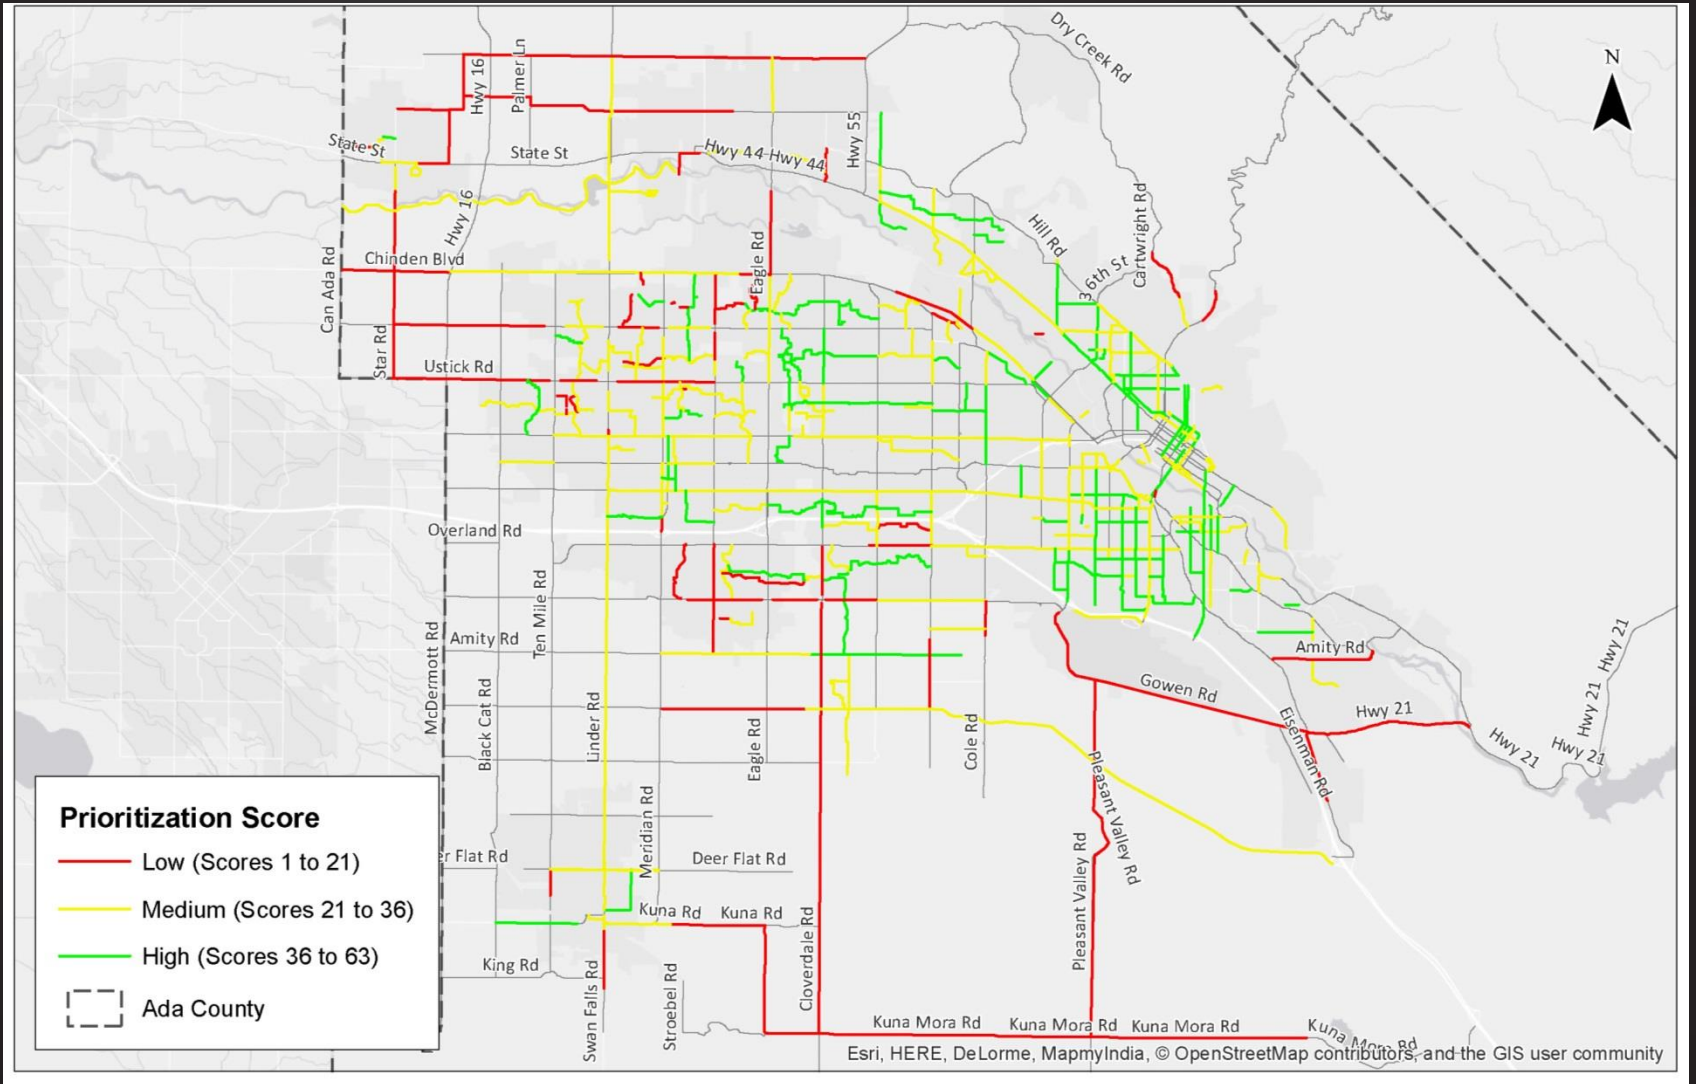 Dry Creek Rd
N
Hwy 16
Palmer Ln
Hwy 55
State St
State St
Hwy 44
Hwy 44
Hwy 16
Hill Rd
Cartwright Rd
36th St
Can Ada Rd
Chinden Blvd
Eagle Rd
Star Rd
Ustick Rd
Overland Rd
Ten Mile Rd
McDermott Rd
Amity Rd
Amity Rd
Hwy 21
Black Cat Rd
Linder Rd
Eagle Rd
Cole Rd
Gowen Rd
Eisenman Rd
Hwy 21
Hwy 21
Hwy 21
Hwy 21
Pleasant Valley Rd
Pleasant Valley Rd
Meridian Rd
er Flat Rd
Deer Flat Rd
Kuna Rd
Kuna Rd
Cloverdale Rd
King Rd
Swan Falls Rd
Stroebel Rd
Kuna Mora Rd
Kuna Mora Rd
Kuna Mora Rd
Kuna Mora Rd
Prioritization Score
Low (Scores 1 to 21)
Medium (Scores 21 to 36)
High (Scores 36 to 63)
Ada County
Esri, HERE, DeLorme, MapmyIndia, © OpenStreetMap contributors, and the GIS user community